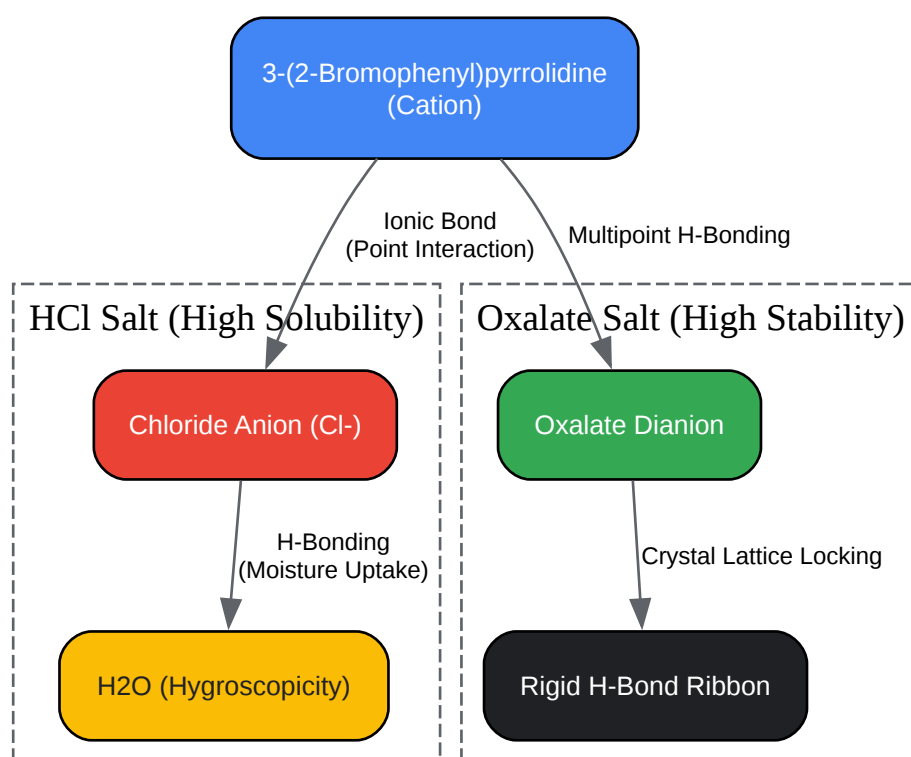 3-(2-Bromophenyl)pyrrolidine
(Cation)
Ionic Bond
(Point Interaction)
Multipoint H-Bonding
HCl Salt (High Solubility)
Oxalate Salt (High Stability)
Chloride Anion (Cl-)
Oxalate Dianion
H-Bonding
(Moisture Uptake)
Crystal Lattice Locking
H2O (Hygroscopicity)
Rigid H-Bond Ribbon